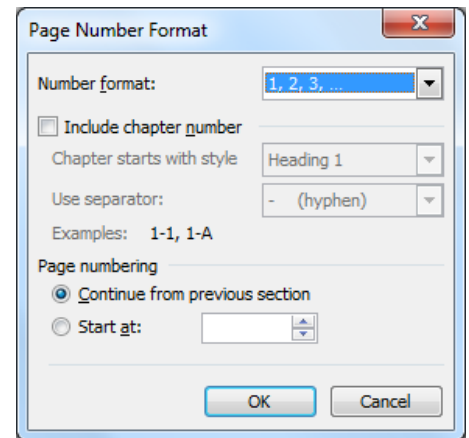 Page Number Format
Number format: 1, 2, 3, ...
Include chapter number
Chapter starts with style Heading 1
Use separator: - (hyphen)
Examples: 1-1, 1-A
Page numbering
Continue from previous section
Start at:
OK Cancel